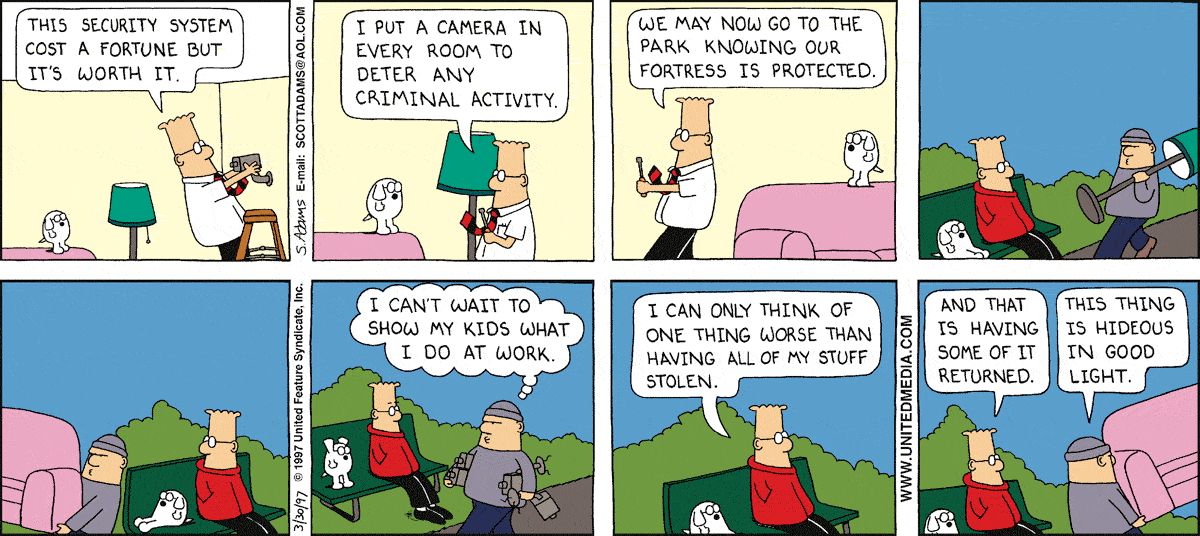 THIS SECURITY SYSTEM
COST A FORTUNE BUT
IT'S WORTH IT.
S. Adams E-mail: SCOTTADAMS@AOL.COM
I PUT A CAMERA IN
EVERY ROOM TO
DETER ANY
CRIMINAL ACTIVITY.
WE MAY NOW GO TO THE
PARK KNOWING OUR
FORTRESS IS PROTECTED.
3/30/97 © 1997 United Feature Syndicate, Inc.
I CAN'T WAIT TO
SHOW MY KIDS WHAT
I DO AT WORK.
I CAN ONLY THINK OF
ONE THING WORSE THAN
HAVING ALL OF MY STUFF
STOLEN.
WWW.UNITEDMEDIA.COM
AND THAT
IS HAVING
SOME OF IT
RETURNED.
THIS THING
IS HIDEOUS
IN GOOD
LIGHT.